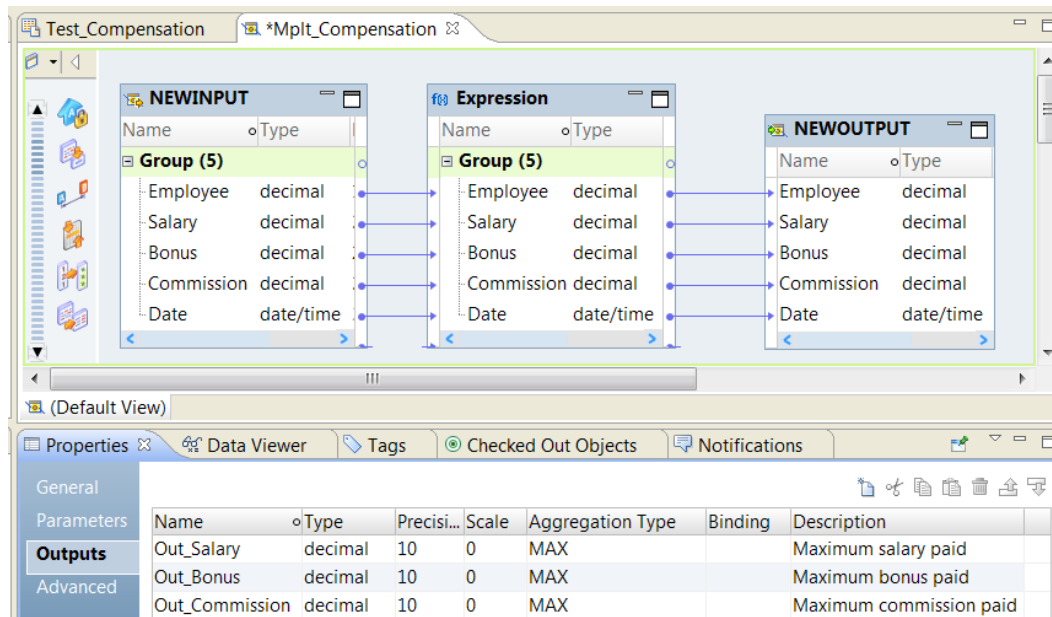 Test_Compensation *Mplt_Compensation
NEWINPUT
Name Type
Group (5)
Employee decimal
Salary decimal
Bonus decimal
Commission decimal
Date date/time
f(x) Expression
Name Type
Group (5)
Employee decimal
Salary decimal
Bonus decimal
Commission decimal
Date date/time
NEWOUTPUT
Name Type
Employee decimal
Salary decimal
Bonus decimal
Commission decimal
Date date/time
(Default View)
Properties Data Viewer Tags Checked Out Objects Notifications
General
Parameters
Outputs
Advanced
Name Type Precisi... Scale Aggregation Type Binding Description
Out_Salary decimal 10 0 MAX Maximum salary paid
Out_Bonus decimal 10 0 MAX Maximum bonus paid
Out_Commission decimal 10 0 MAX Maximum commission paid